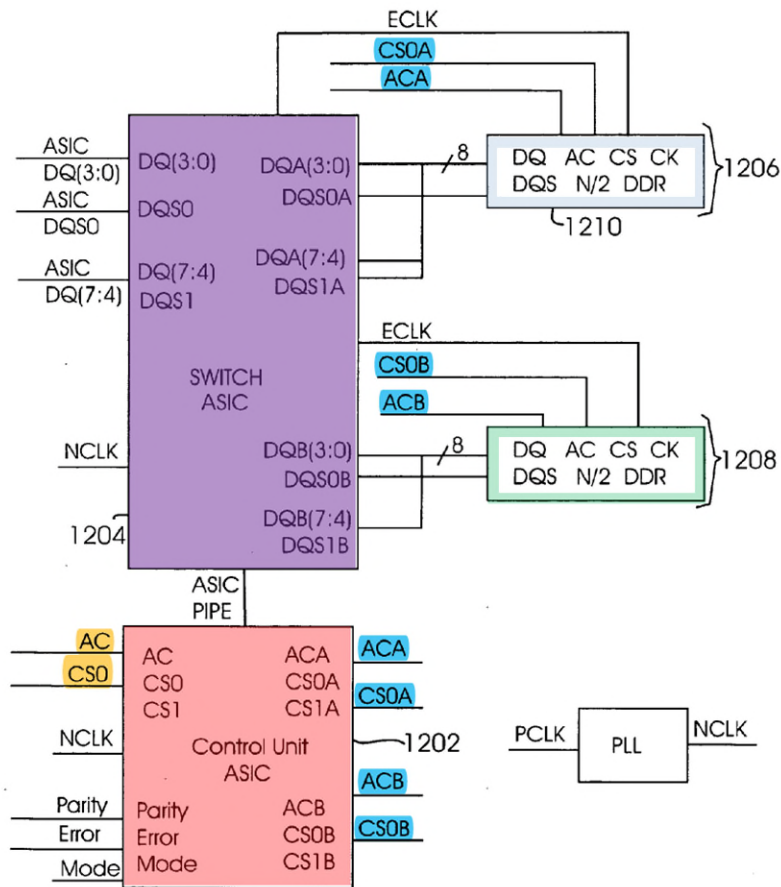 ECLK
CS0A
ACA
ASIC
DQ(3:0)
ASIC
DQS0
ASIC
DQ(7:4)
DQ(3:0)
DQS0
DQ(7:4)
DQS1
DQA(3:0)
DQS0A
DQA(7:4)
DQS1A
8
DQ AC CS CK
DQS N/2 DDR
1206
1210
ECLK
CS0B
ACB
SWITCH
ASIC
NCLK
1204
DQB(3:0)
DQS0B
DQB(7:4)
DQS1B
8
DQ AC CS CK
DQS N/2 DDR
1208
ASIC
PIPE
AC
CS0
NCLK
Parity
Error
Mode
AC
CS0
CS1
ACA
CS0A
CS1A
Control Unit
ASIC
Parity
Error
Mode
ACB
CS0B
CS1B
ACA
CS0A
1202
ACB
CS0B
PCLK
PLL
NCLK